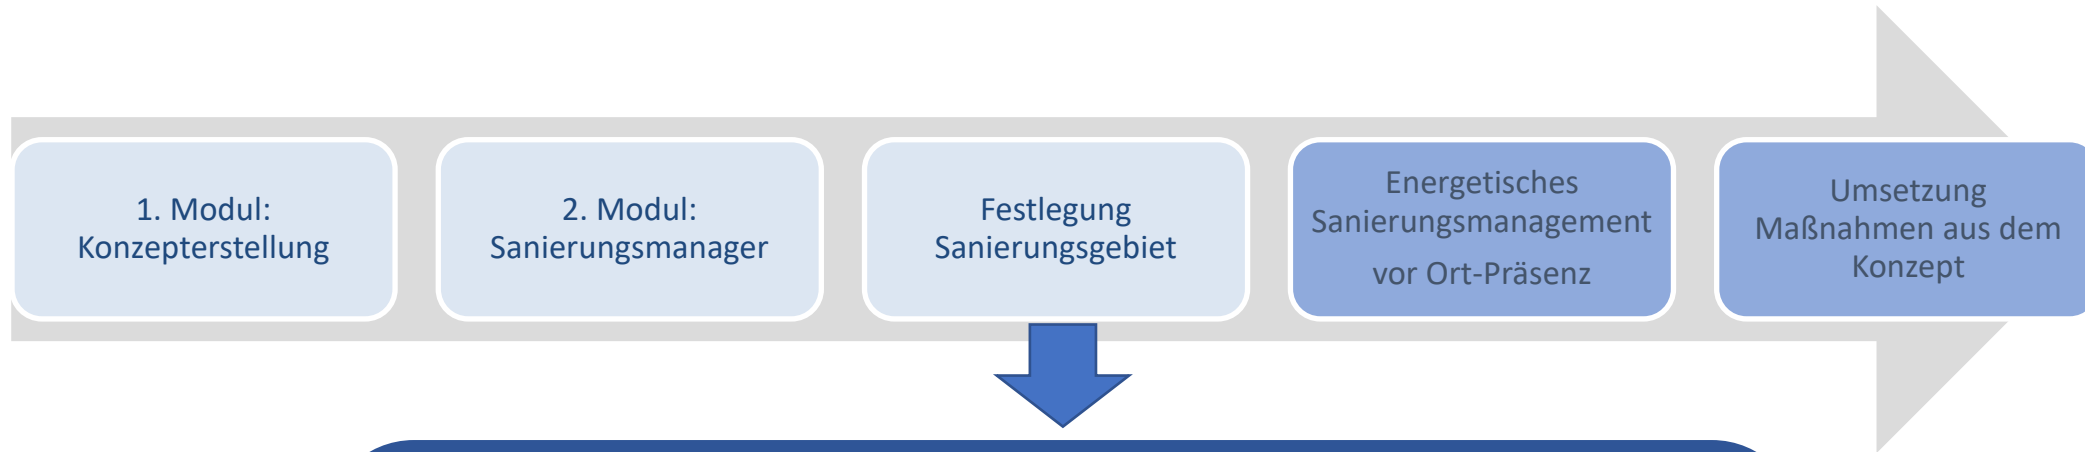 1. Modul:
Konzepterstellung
2. Modul:
Sanierungsmanager
Festlegung
Sanierungsgebiet
Energetisches
Sanierungsmanagement
vor Ort-Präsenz
Umsetzung
Maßnahmen aus dem
Konzept